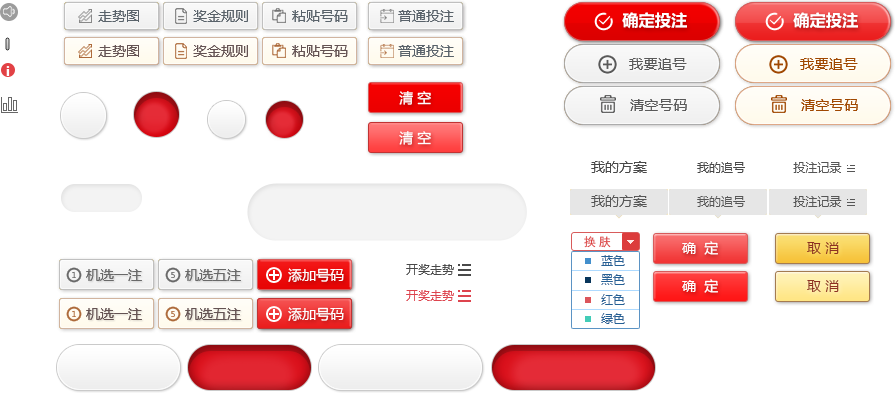 走势图 奖金规则 粘贴号码 普通投注 确定投注 确定投注
走势图 奖金规则 粘贴号码 普通投注 我要追号 我要追号
清空 清空号码 清空号码
清空
我的方案 我的追号 投注记录
我的方案 我的追号 投注记录
换肤 确定 取消
蓝色
黑色 确定 取消
红色
绿色
1 机选一注 5 机选五注 添加号码 开奖走势
1 机选一注 5 机选五注 添加号码 开奖走势